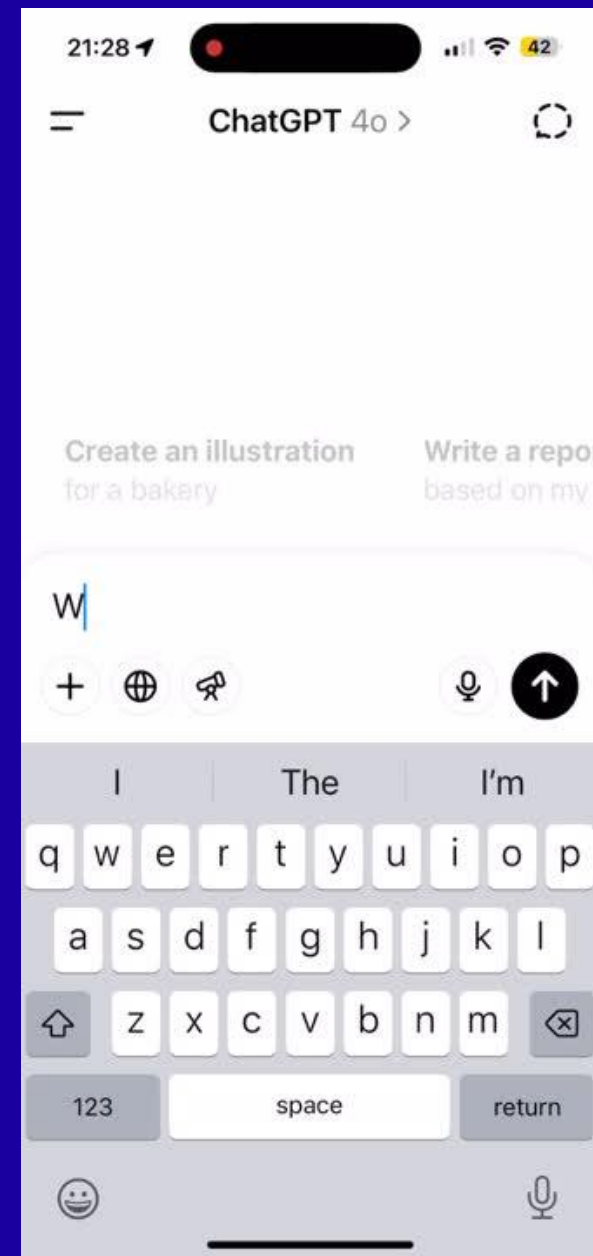 21:28
42
ChatGPT 4o >
Create an illustration
for a bakery
Write a repo
based on my
W
I The I'm
q w e r t y u i o p
a s d f g h j k l
z x c v b n m
123 space return